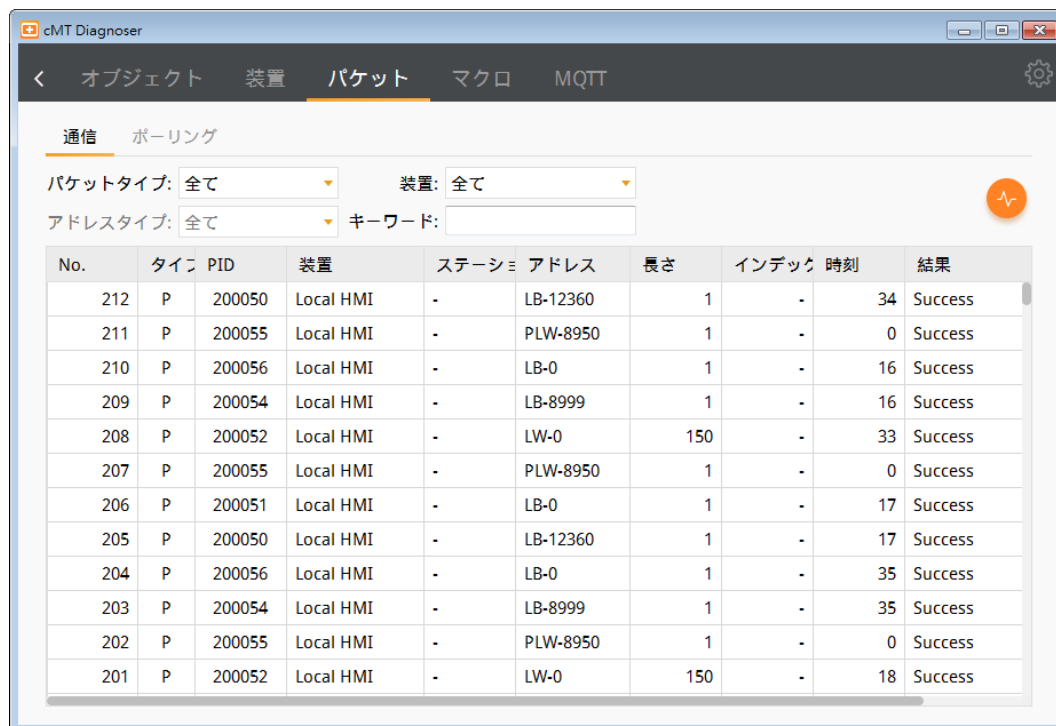 cMT Diagnoser
オブジェクト 装置 パケット マクロ MQTT
通信 ポーリング
パケットタイプ: 全て 装置: 全て
アドレスタイプ: 全て キーワード:
No. タイプ PID 装置 ステーショ アドレス 長さ インデック 時刻 結果
212 P 200050 Local HMI - LB-12360 1 - 34 Success
211 P 200055 Local HMI - PLW-8950 1 - 0 Success
210 P 200056 Local HMI - LB-0 1 - 16 Success
209 P 200054 Local HMI - LB-8999 1 - 16 Success
208 P 200052 Local HMI - LW-0 150 - 33 Success
207 P 200055 Local HMI - PLW-8950 1 - 0 Success
206 P 200051 Local HMI - LB-0 1 - 17 Success
205 P 200050 Local HMI - LB-12360 1 - 17 Success
204 P 200056 Local HMI - LB-0 1 - 35 Success
203 P 200054 Local HMI - LB-8999 1 - 35 Success
202 P 200055 Local HMI - PLW-8950 1 - 0 Success
201 P 200052 Local HMI - LW-0 150 - 18 Success